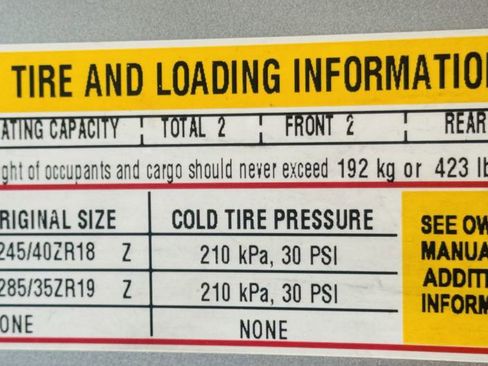 TIRE AND LOADING INFORMATIO
ATING CAPACITY TOTAL 2 FRONT 2 REAR
ght of occupants and cargo should never exceed 192 kg or 423 lb
RIGINAL SIZE COLD TIRE PRESSURE
245/40ZR18 Z 210 kPa, 30 PSI
285/35ZR19 Z 210 kPa, 30 PSI
ONE NONE
SEE OW
MANUA
ADDITI
INFORM